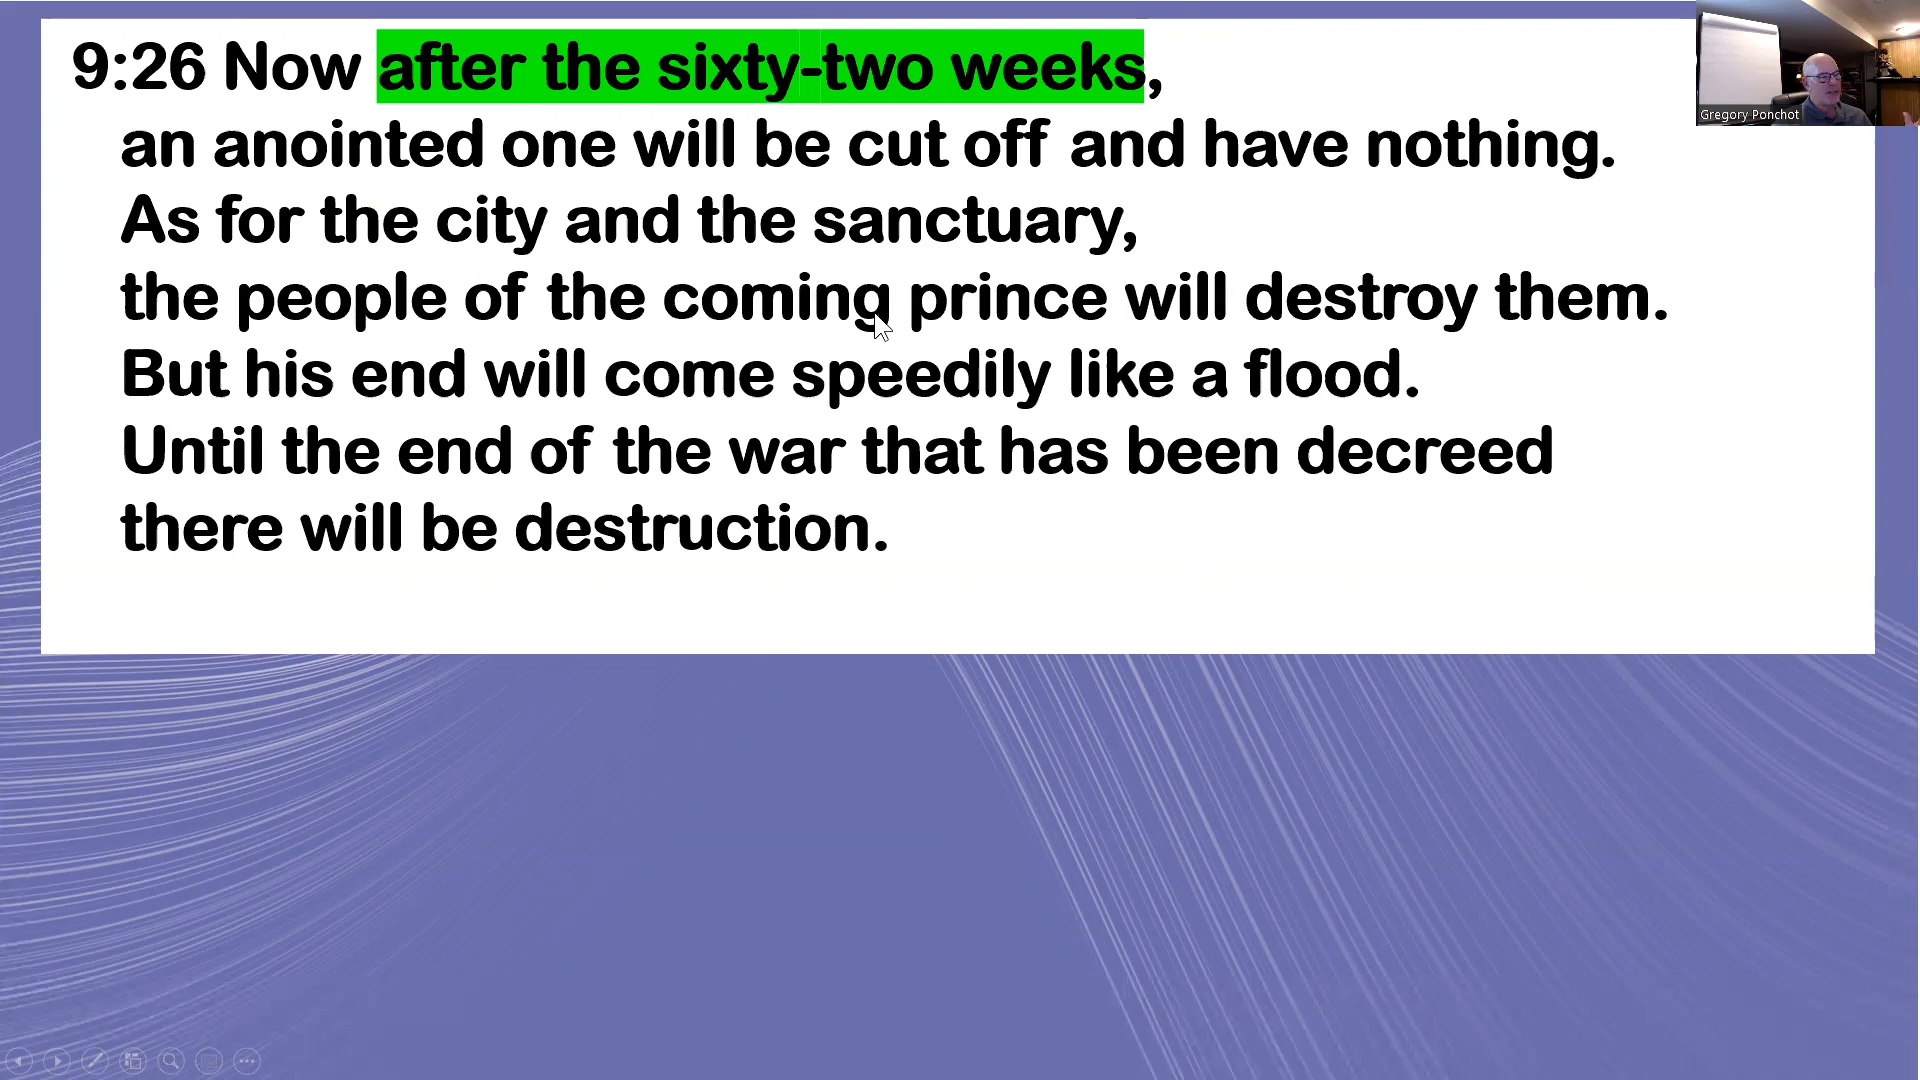 9:26 Now after the sixty-two weeks,
an anointed one will be cut off and have nothing.
As for the city and the sanctuary,
the people of the coming prince will destroy them.
But his end will come speedily like a flood.
Until the end of the war that has been decreed
there will be destruction.
Gregory Ponchot